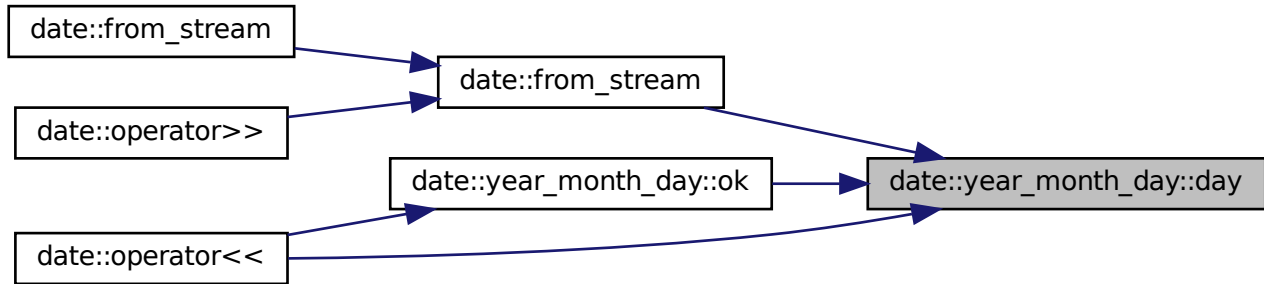 date::from_stream
date::from_stream
date::operator>>
date::year_month_day::ok
date::year_month_day::day
date::operator<<